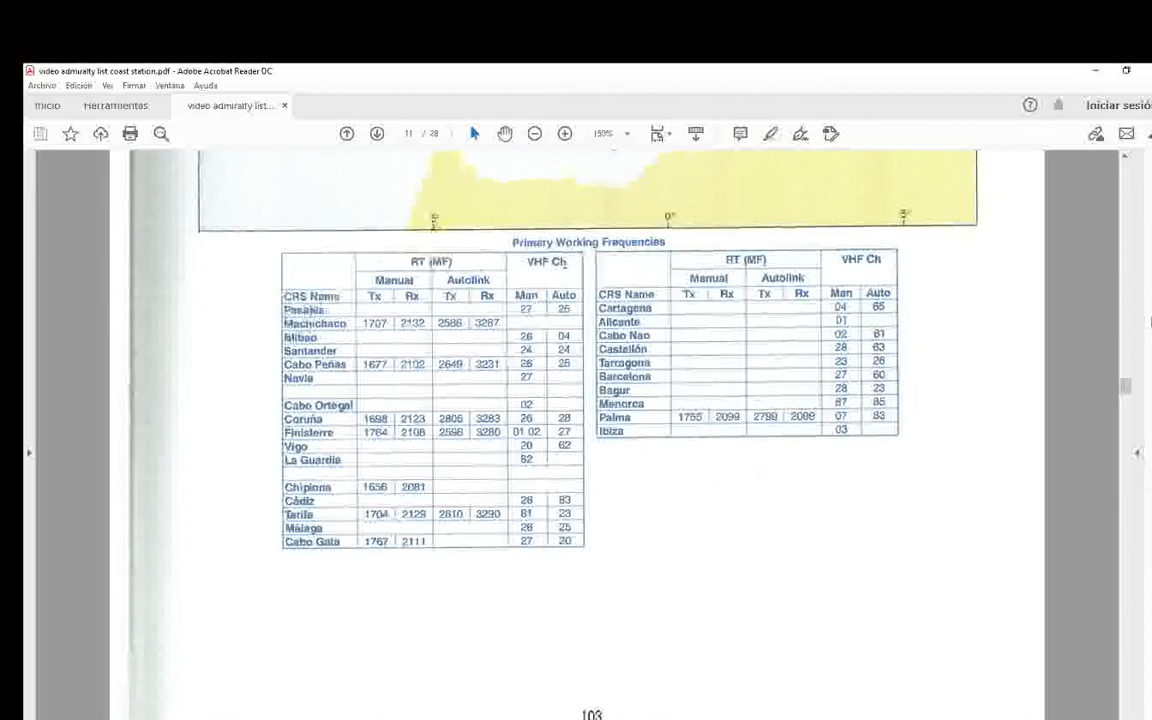 video admiralty list coast station.pdf - Adobe Acrobat Reader DC
Archivo Edición Ver Firmar Ventana Ayuda
Inicio Herramientas video admiralty list... × Iniciar sesió
11 / 28 150%
0°
Primary Working Frequencies
RT (MF) VHF Ch
Manual Autolink
CRS Name Tx Rx Tx Rx Man Auto
Pasajes 27 25
Machichaco 1707 2132 2586 3287
Bilbao 26 04
Santander 24 24
Cabo Peñas 1677 2102 2649 3231 26 25
Navia 27
Cabo Ortegal 02
Coruña 1698 2123 2806 3283 26 28
Finisterre 1764 2108 2596 3280 01 02 27
Vigo 20 62
La Guardia 82
Chipiona 1656 2081
Cádiz 28 83
Tarifa 1704 2129 2610 3290 81 23
Málaga 26 25
Cabo Gata 1767 2111 27 20
RT (MF) VHF Ch
Manual Autolink
CRS Name Tx Rx Tx Rx Man Auto
Cartagena 04 65
Alicante 01
Cabo Nao 02 61
Castellón 28 63
Tarragona 23 26
Barcelona 27 60
Bagur 28 23
Menorca 87 85
Palma 1755 2099 2799 2099 07 83
Ibiza 03
103